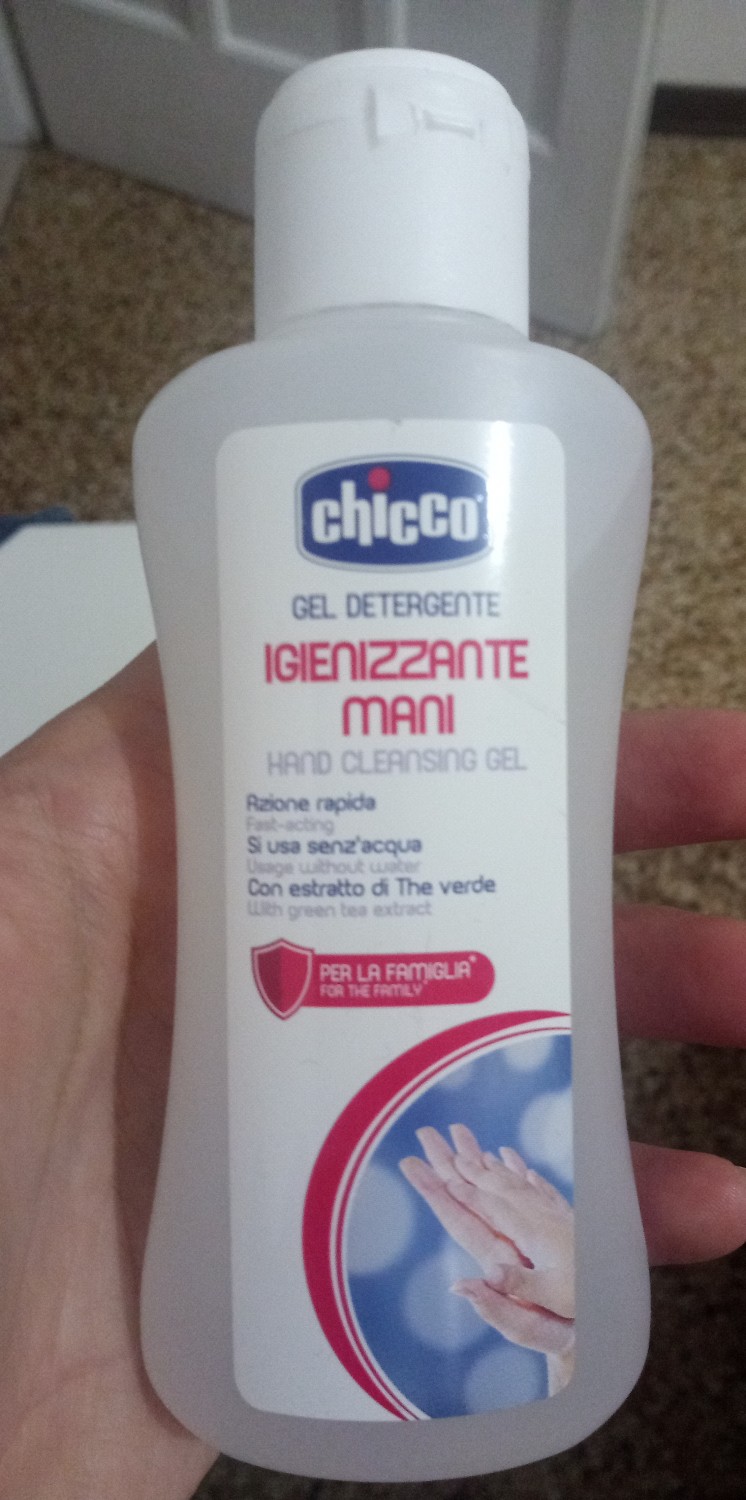 chicco
GEL DETERGENTE
IGIENIZZANTE
MANI
HAND CLEANSING GEL
Azione rapida
Fast-acting
Si usa senz'acqua
Usage without water
Con estratto di The verde
With green tea extract
PER LA FAMIGLIA*
FOR THE FAMILY*